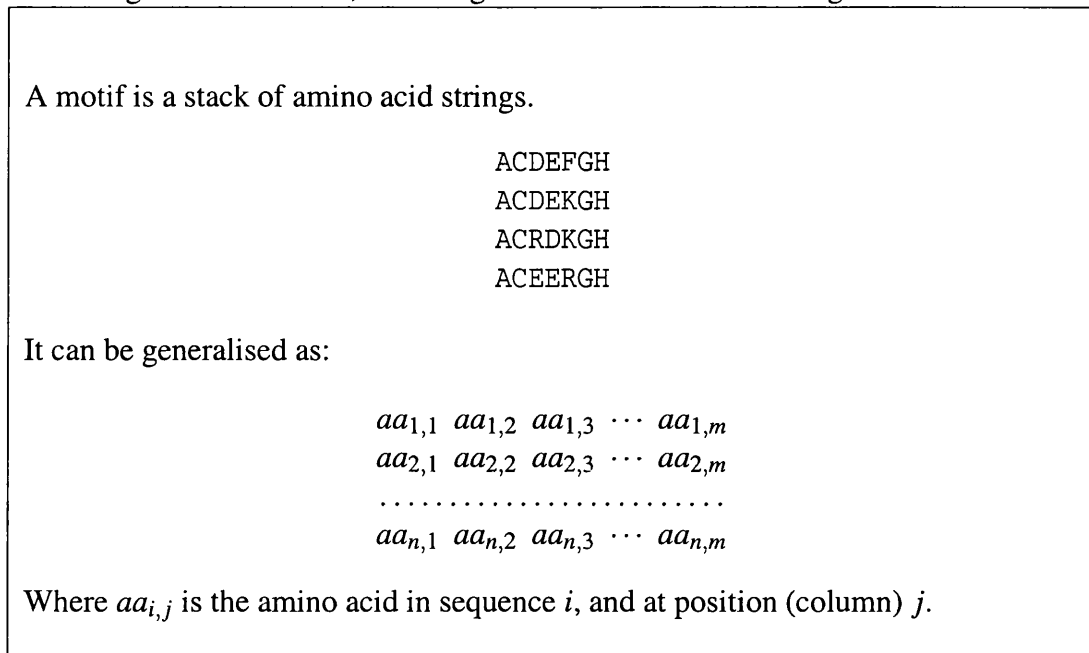 A motif is a stack of amino acid strings.
ACDEFGH
ACDEKGH
ACRDKGH
ACEERGH
It can be generalised as:
aa1,1 aa1,2 aa1,3 ··· aa1,m
aa2,1 aa2,2 aa2,3 ··· aa2,m
........................
aan,1 aan,2 aan,3 ··· aan,m
Where aai,j is the amino acid in sequence i, and at position (column) j.